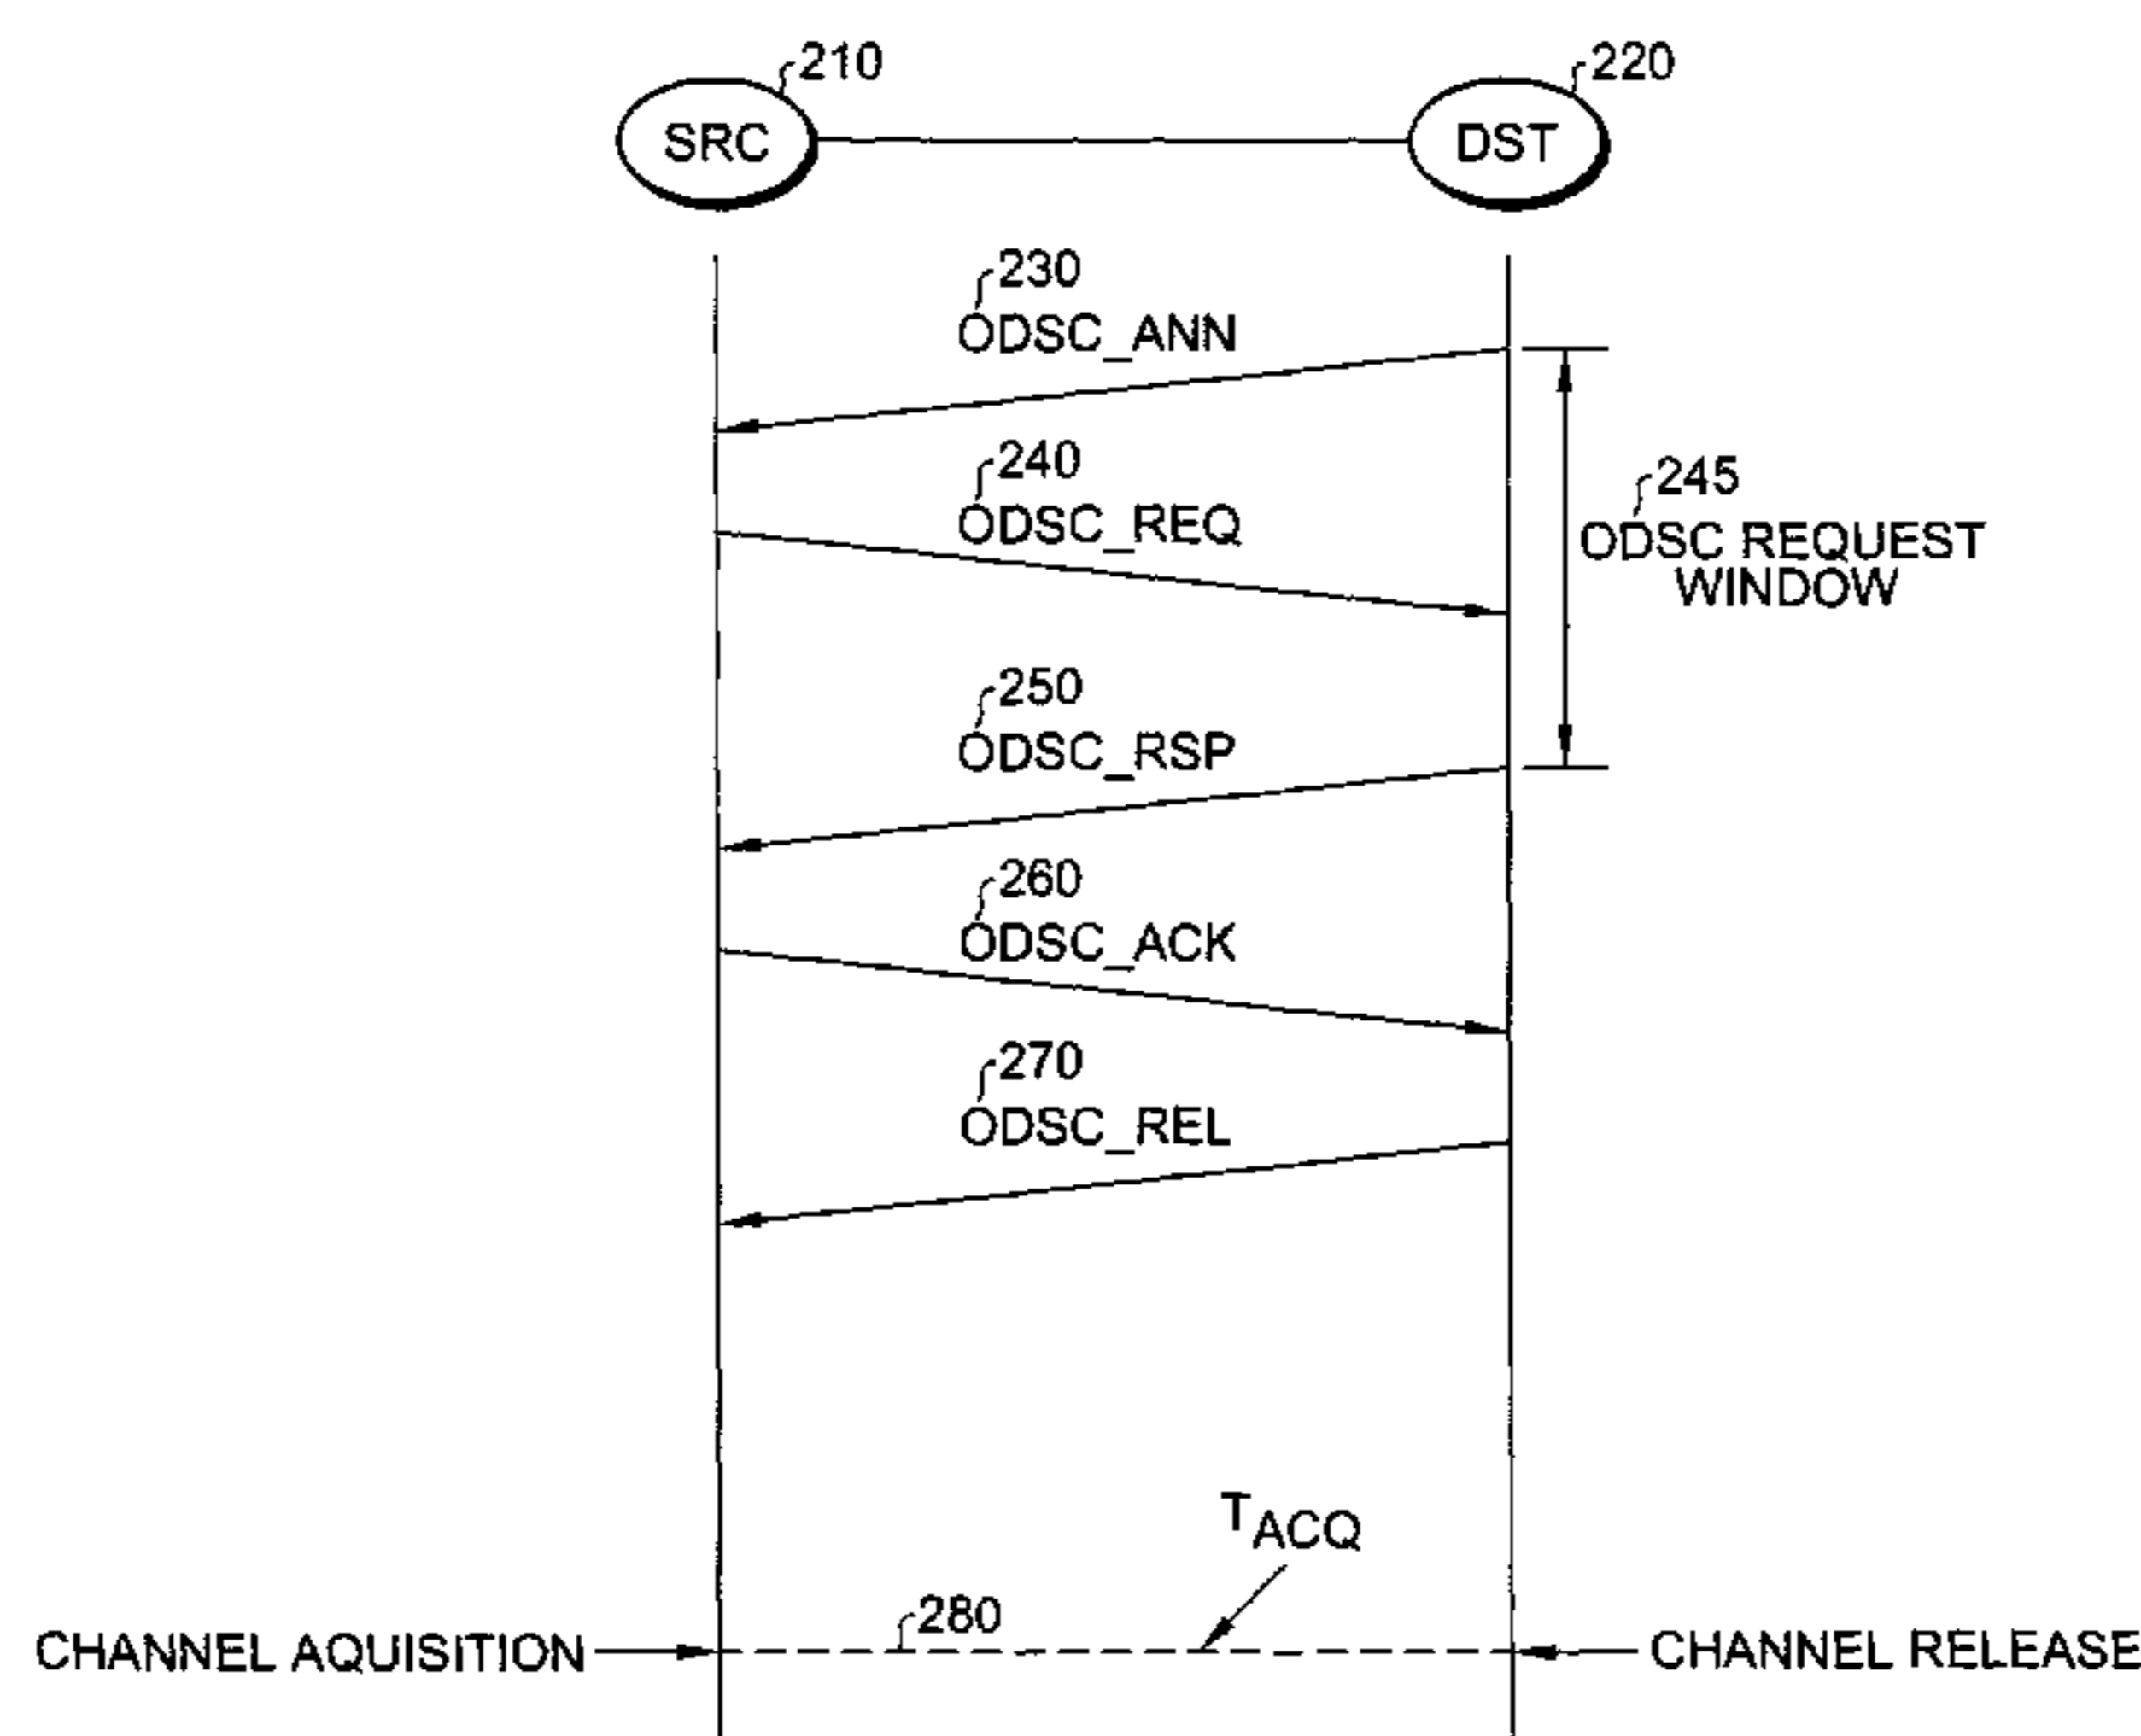 210
220
SRC
DST
230
ODSC_ANN
240
ODSC_REQ
245
ODSC REQUEST
WINDOW
250
ODSC_RSP
260
ODSC_ACK
270
ODSC_REL
TACQ
280
CHANNEL AQUISITION
CHANNEL RELEASE